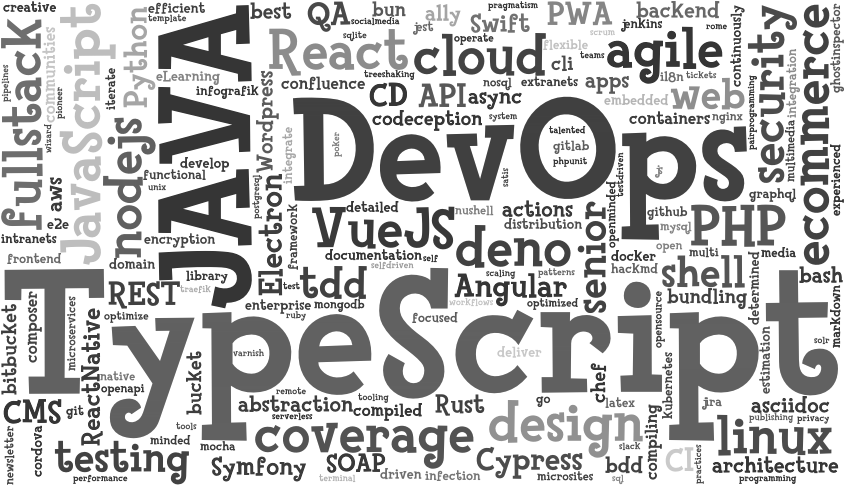 creative
efficient
template
best
QA
socialmedia
bun
ally
pragmatism
Swift
PWA
scrum
backend
jenkins
rome
continuously
ghostinspector
pipelines
fullstack
communities
JavaScript
pioneer
wizard
iterate
Python
eLearning
infografik
JAVA
poker
sqlite
jest
operate
React
treeshaking
confluence
cloud
nosql
cli
extranets
flexible
teams
apps
agile
il8n
tickets
embedded
web
nginx
containers
pairprogramming
security
integration
multimedia
ecommerce
experienced
CD
API
async
codeception
system
Wordpress
integrate
DevOps
talented
gitlab
phpunit
satis
testdriven
git
nodejs
develop
functional
unix
postgresql
aws
e2e
intranets
frontend
encryption
domain
library
traefik
Electron
framework
detailed
VueJS
nushell
documentation
self
selfdriven
actions
distribution
deno
openminded
senior
github
mysql
open
PHP
graphql
multi
media
docker
hackmd
shell
bash
REST
optimize
test
tdd
enterprise
ruby
mongodb
scaling
patterns
Angular
workflows
optimized
focused
bundling
determined
markdown
TypeScript
bitbucket
composer
microservices
ReactNative
native
openapi
bucket
varnish
deliver
chef
opensource
kubernetes
estimation
solr
CMS
git
tools
minded
mocha
abstraction
serverless
remote
tooling
compiled
Rust
go
latex
jira
asciidoc
publishing
privacy
newsletter
cordova
testing
performance
coverage
Symfony
SOAP
terminal
driven
infection
Cypress
microsites
design
slack
bdd
sql
compiling
CI
practices
linux
architecture
programming